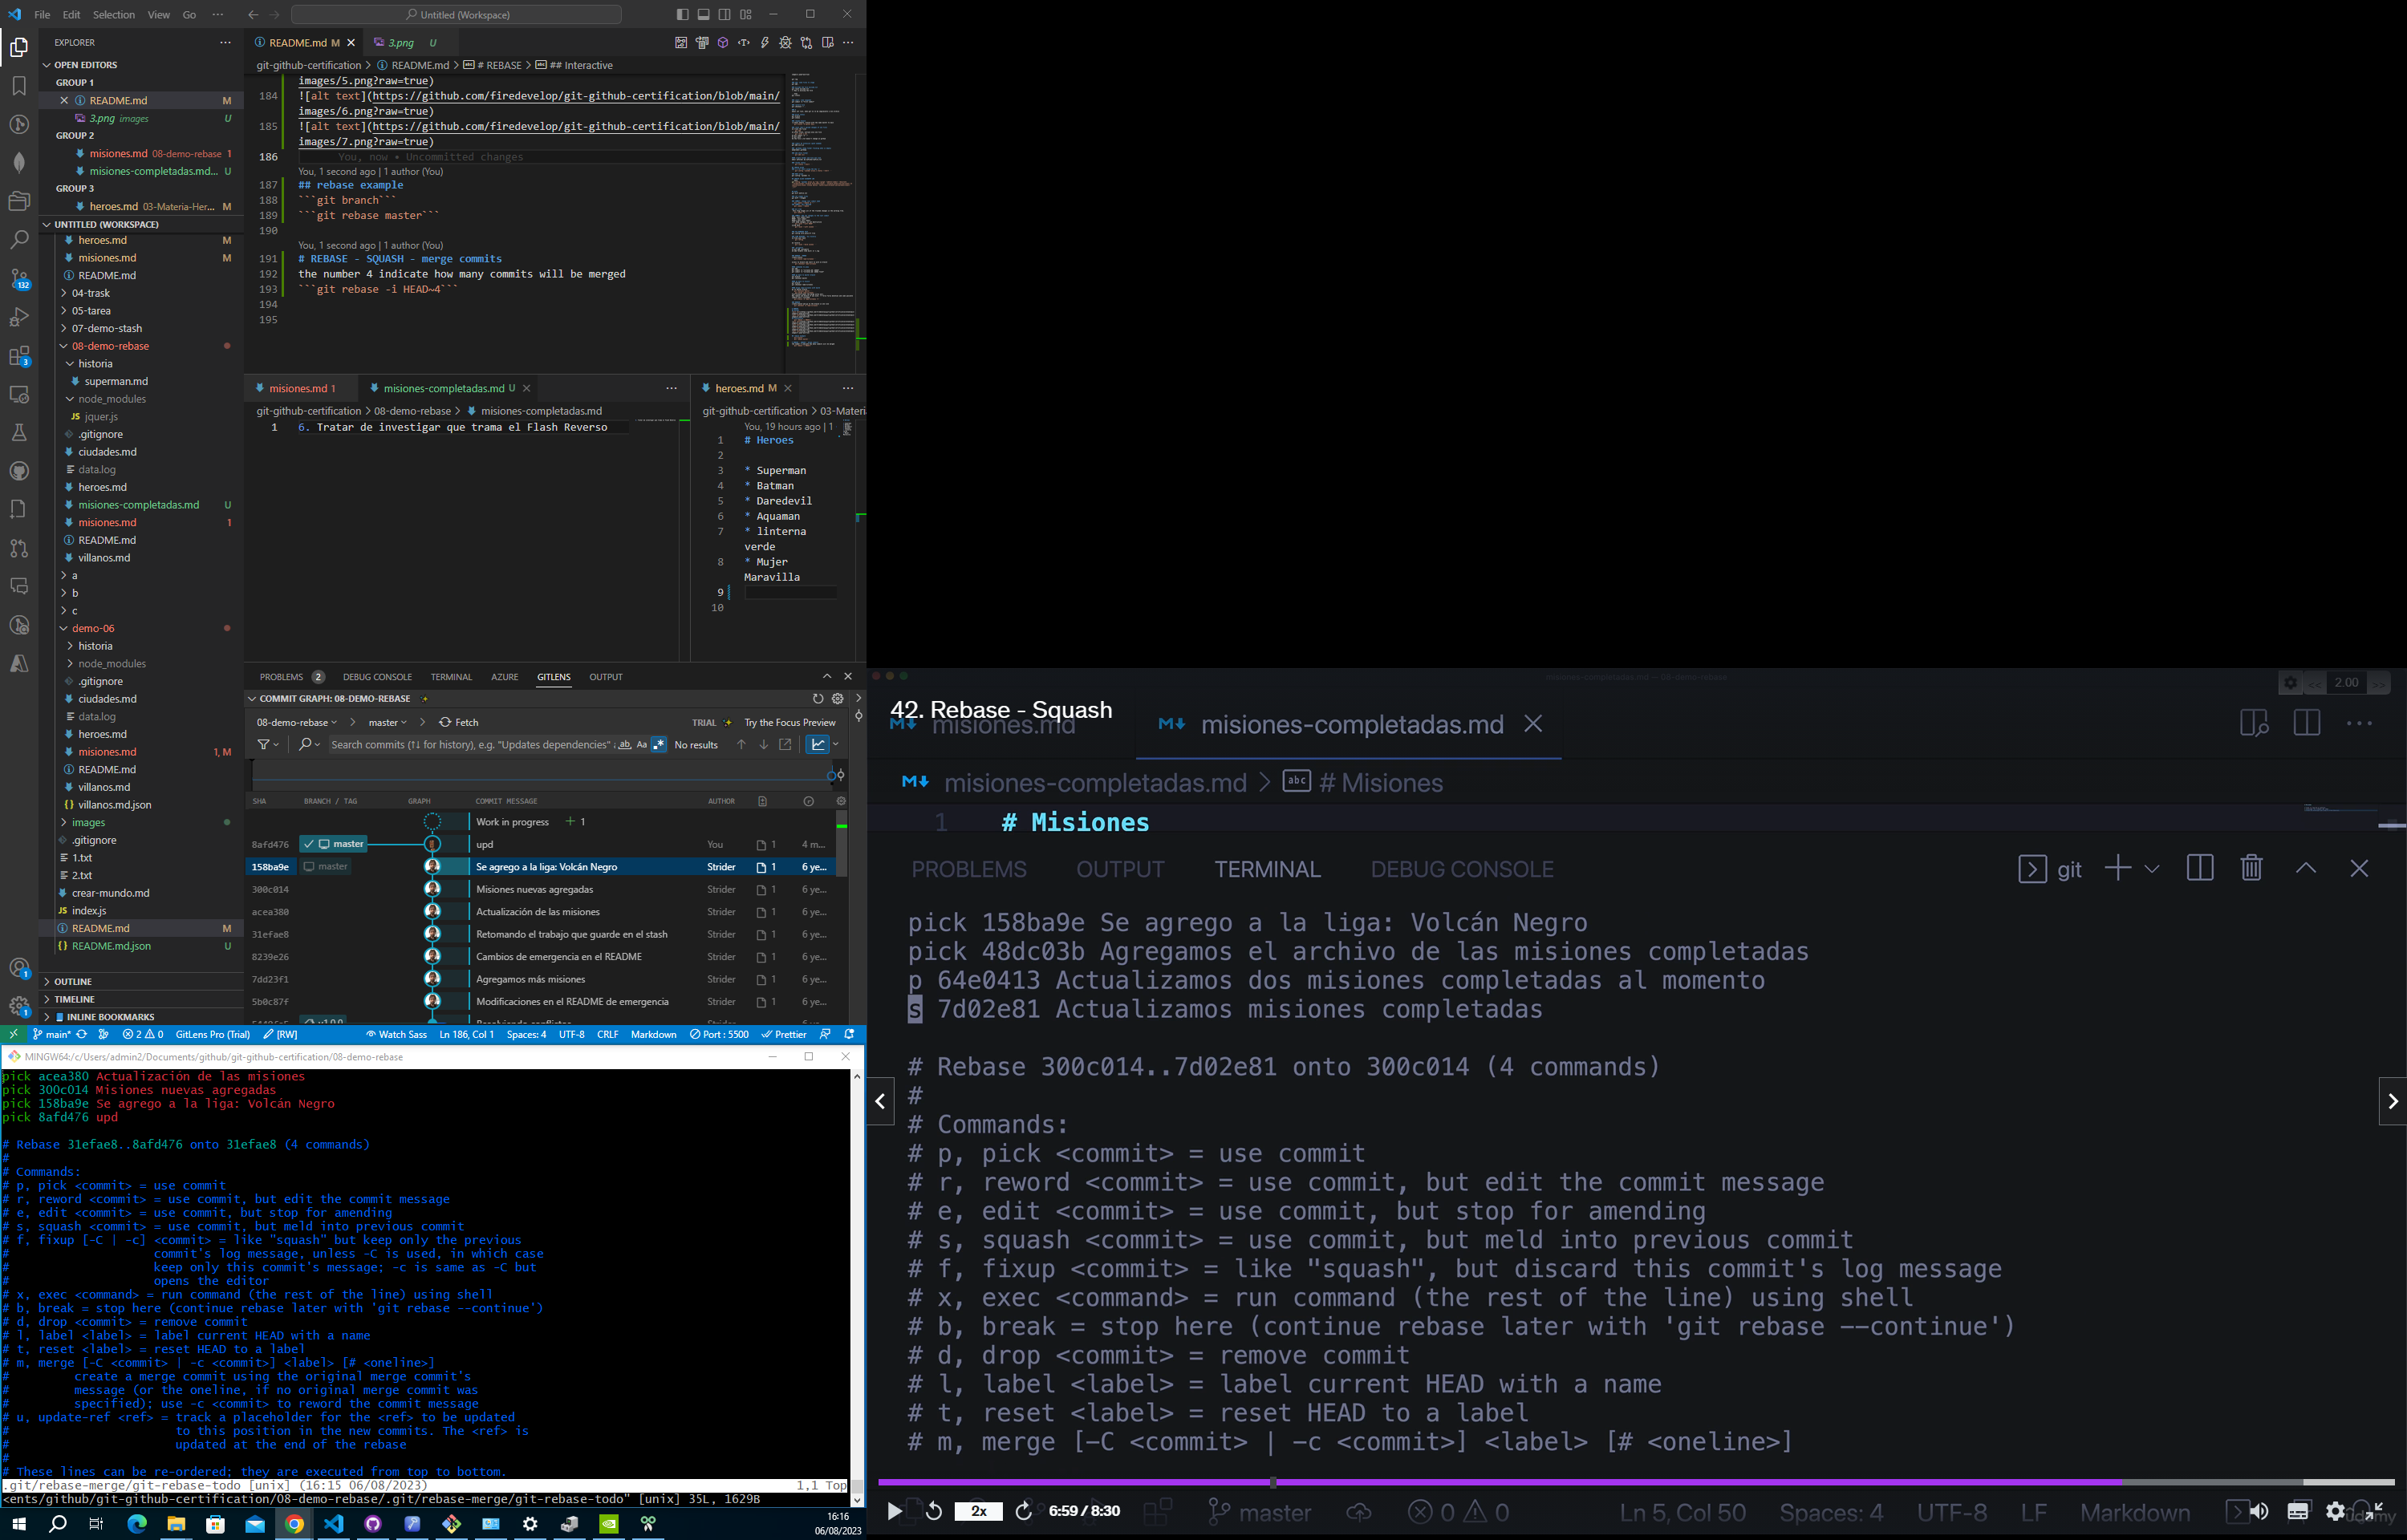 File Edit Selection View Go ··· Untitled (Workspace)
EXPLORER
OPEN EDITORS
GROUP 1
README.md M
3.png images U
GROUP 2
misiones.md 08-demo-rebase 1
misiones-completadas.md... U
GROUP 3
heroes.md 03-Materia-Her... M
UNTITLED (WORKSPACE)
heroes.md M
misiones.md M
README.md
04-trask
05-tarea
07-demo-stash
08-demo-rebase
historia
superman.md
node_modules
JS jquer.js
.gitignore
ciudades.md
data.log
heroes.md
misiones-completadas.md U
misiones.md 1
README.md
villanos.md
a
b
c
demo-06
historia
node_modules
.gitignore
ciudades.md
data.log
heroes.md
misiones.md 1, M
README.md
villanos.md
villanos.md.json
images
.gitignore
1.txt
2.txt
crear-mundo.md
JS index.js
README.md M
README.md.json U
OUTLINE
TIMELINE
INLINE BOOKMARKS
132
3
1
1
README.md M 3.png U
git-github-certification > README.md > # REBASE > ## Interactive
images/5.png?raw=true)
184 ![alt text](https://github.com/firedevelop/git-github-certification/blob/main/
images/6.png?raw=true)
185 ![alt text](https://github.com/firedevelop/git-github-certification/blob/main/
images/7.png?raw=true)
186 You, now • Uncommitted changes
You, 1 second ago | 1 author (You)
187 ## rebase example
188 ```git branch```
189 ```git rebase master```
190
You, 1 second ago | 1 author (You)
191 # REBASE - SQUASH - merge commits
192 the number 4 indicate how many commits will be merged
193 ```git rebase -i HEAD~4```
194
195
misiones.md 1 misiones-completadas.md U
git-github-certification > 08-demo-rebase > misiones-completadas.md
1 6. Tratar de investigar que trama el Flash Reverso
heroes.md M
git-github-certification > 03-Materi
You, 19 hours ago | 1
1 # Heroes
2
3 * Superman
4 * Batman
5 * Daredevil
6 * Aquaman
7 * linterna
verde
8 * Mujer
Maravilla
9
10
PROBLEMS 2 DEBUG CONSOLE TERMINAL AZURE GITLENS OUTPUT
COMMIT GRAPH: 08-DEMO-REBASE
08-demo-rebase > master > Fetch TRIAL Try the Focus Preview
Search commits (↑↓ for history), e.g. "Updates dependencies" ab Aa .* No results
SHA BRANCH / TAG GRAPH COMMIT MESSAGE AUTHOR
Work in progress + 1
8afd476 master upd You 1 4 m...
158ba9e master Se agrego a la liga: Volcán Negro Strider 1 6 ye...
300c014 Misiones nuevas agregadas Strider 1 6 ye...
acea380 Actualización de las misiones Strider 1 6 ye...
31efae8 Retomando el trabajo que guarde en el stash Strider 1 6 ye...
8239e26 Cambios de emergencia en el README Strider 1 6 ye...
7dd23f1 Agregamos más misiones Strider 1 6 ye...
5b0c87f Modificaciones en el README de emergencia Strider 1 6 ye...
main* 2 0 GitLens Pro (Trial) [RW] Watch Sass Ln 186, Col 1 Spaces: 4 UTF-8 CRLF Markdown Port : 5500 Prettier
MINGW64:/c/Users/admin2/Documents/github/git-github-certification/08-demo-rebase
pick acea380 Actualización de las misiones
pick 300c014 Misiones nuevas agregadas
pick 158ba9e Se agrego a la liga: Volcán Negro
pick 8afd476 upd
# Rebase 31efae8..8afd476 onto 31efae8 (4 commands)
#
# Commands:
# p, pick <commit> = use commit
# r, reword <commit> = use commit, but edit the commit message
# e, edit <commit> = use commit, but stop for amending
# s, squash <commit> = use commit, but meld into previous commit
# f, fixup [-C | -c] <commit> = like "squash" but keep only the previous
# commit's log message, unless -C is used, in which case
# keep only this commit's message; -c is same as -C but
# opens the editor
# x, exec <command> = run command (the rest of the line) using shell
# b, break = stop here (continue rebase later with 'git rebase --continue')
# d, drop <commit> = remove commit
# l, label <label> = label current HEAD with a name
# t, reset <label> = reset HEAD to a label
# m, merge [-C <commit> | -c <commit>] <label> [# <oneline>]
# create a merge commit using the original merge commit's
# message (or the oneline, if no original merge commit was
# specified); use -c <commit> to reword the commit message
# u, update-ref <ref> = track a placeholder for the <ref> to be updated
# to this position in the new commits. The <ref> is
# updated at the end of the rebase
#
# These lines can be re-ordered; they are executed from top to bottom.
.git/rebase-merge/git-rebase-todo [unix] (16:15 06/08/2023) 1,1 Top
<ents/github/git-github-certification/08-demo-rebase/.git/rebase-merge/git-rebase-todo" [unix] 35L, 1629B
16:16
06/08/2023
2.00
42. Rebase - Squash
misiones.md misiones-completadas.md
misiones-completadas.md > # Misiones
1 # Misiones
PROBLEMS OUTPUT TERMINAL DEBUG CONSOLE git
pick 158ba9e Se agrego a la liga: Volcán Negro
pick 48dc03b Agregamos el archivo de las misiones completadas
p 64e0413 Actualizamos dos misiones completadas al momento
s 7d02e81 Actualizamos misiones completadas
# Rebase 300c014..7d02e81 onto 300c014 (4 commands)
#
# Commands:
# p, pick <commit> = use commit
# r, reword <commit> = use commit, but edit the commit message
# e, edit <commit> = use commit, but stop for amending
# s, squash <commit> = use commit, but meld into previous commit
# f, fixup <commit> = like "squash", but discard this commit's log message
# x, exec <command> = run command (the rest of the line) using shell
# b, break = stop here (continue rebase later with 'git rebase --continue')
# d, drop <commit> = remove commit
# l, label <label> = label current HEAD with a name
# t, reset <label> = reset HEAD to a label
# m, merge [-C <commit> | -c <commit>] <label> [# <oneline>]
2x 6:59 / 8:30 master 0 0 Ln 5, Col 50 Spaces: 4 UTF-8 LF Markdown udemy